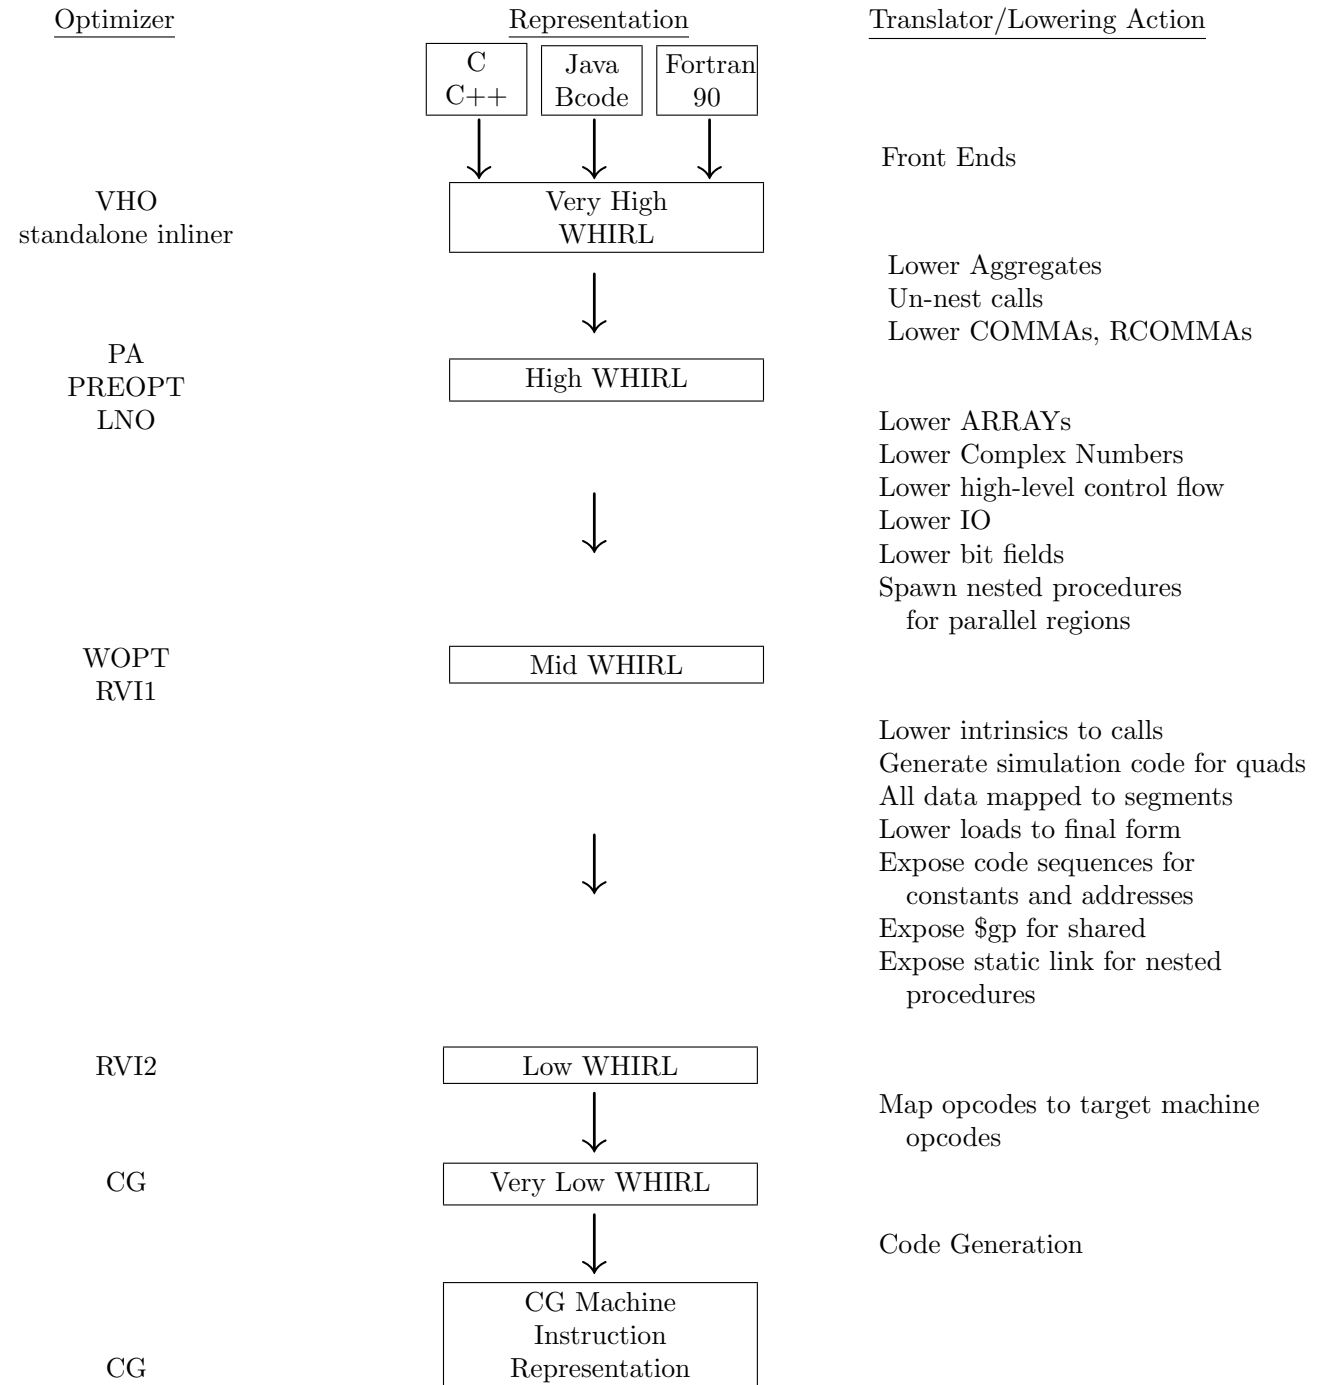 Optimizer Representation Translator/Lowering Action
C Java Fortran
C++ Bcode 90
Front Ends
VHO Very High
standalone inliner WHIRL
Lower Aggregates
Un-nest calls
Lower COMMAs, RCOMMAs
PA
PREOPT High WHIRL
LNO
Lower ARRAYs
Lower Complex Numbers
Lower high-level control flow
Lower IO
Lower bit fields
Spawn nested procedures
for parallel regions
WOPT Mid WHIRL
RVI1
Lower intrinsics to calls
Generate simulation code for quads
All data mapped to segments
Lower loads to final form
Expose code sequences for
constants and addresses
Expose $gp for shared
Expose static link for nested
procedures
RVI2 Low WHIRL
Map opcodes to target machine
opcodes
CG Very Low WHIRL
Code Generation
CG Machine
Instruction
CG Representation